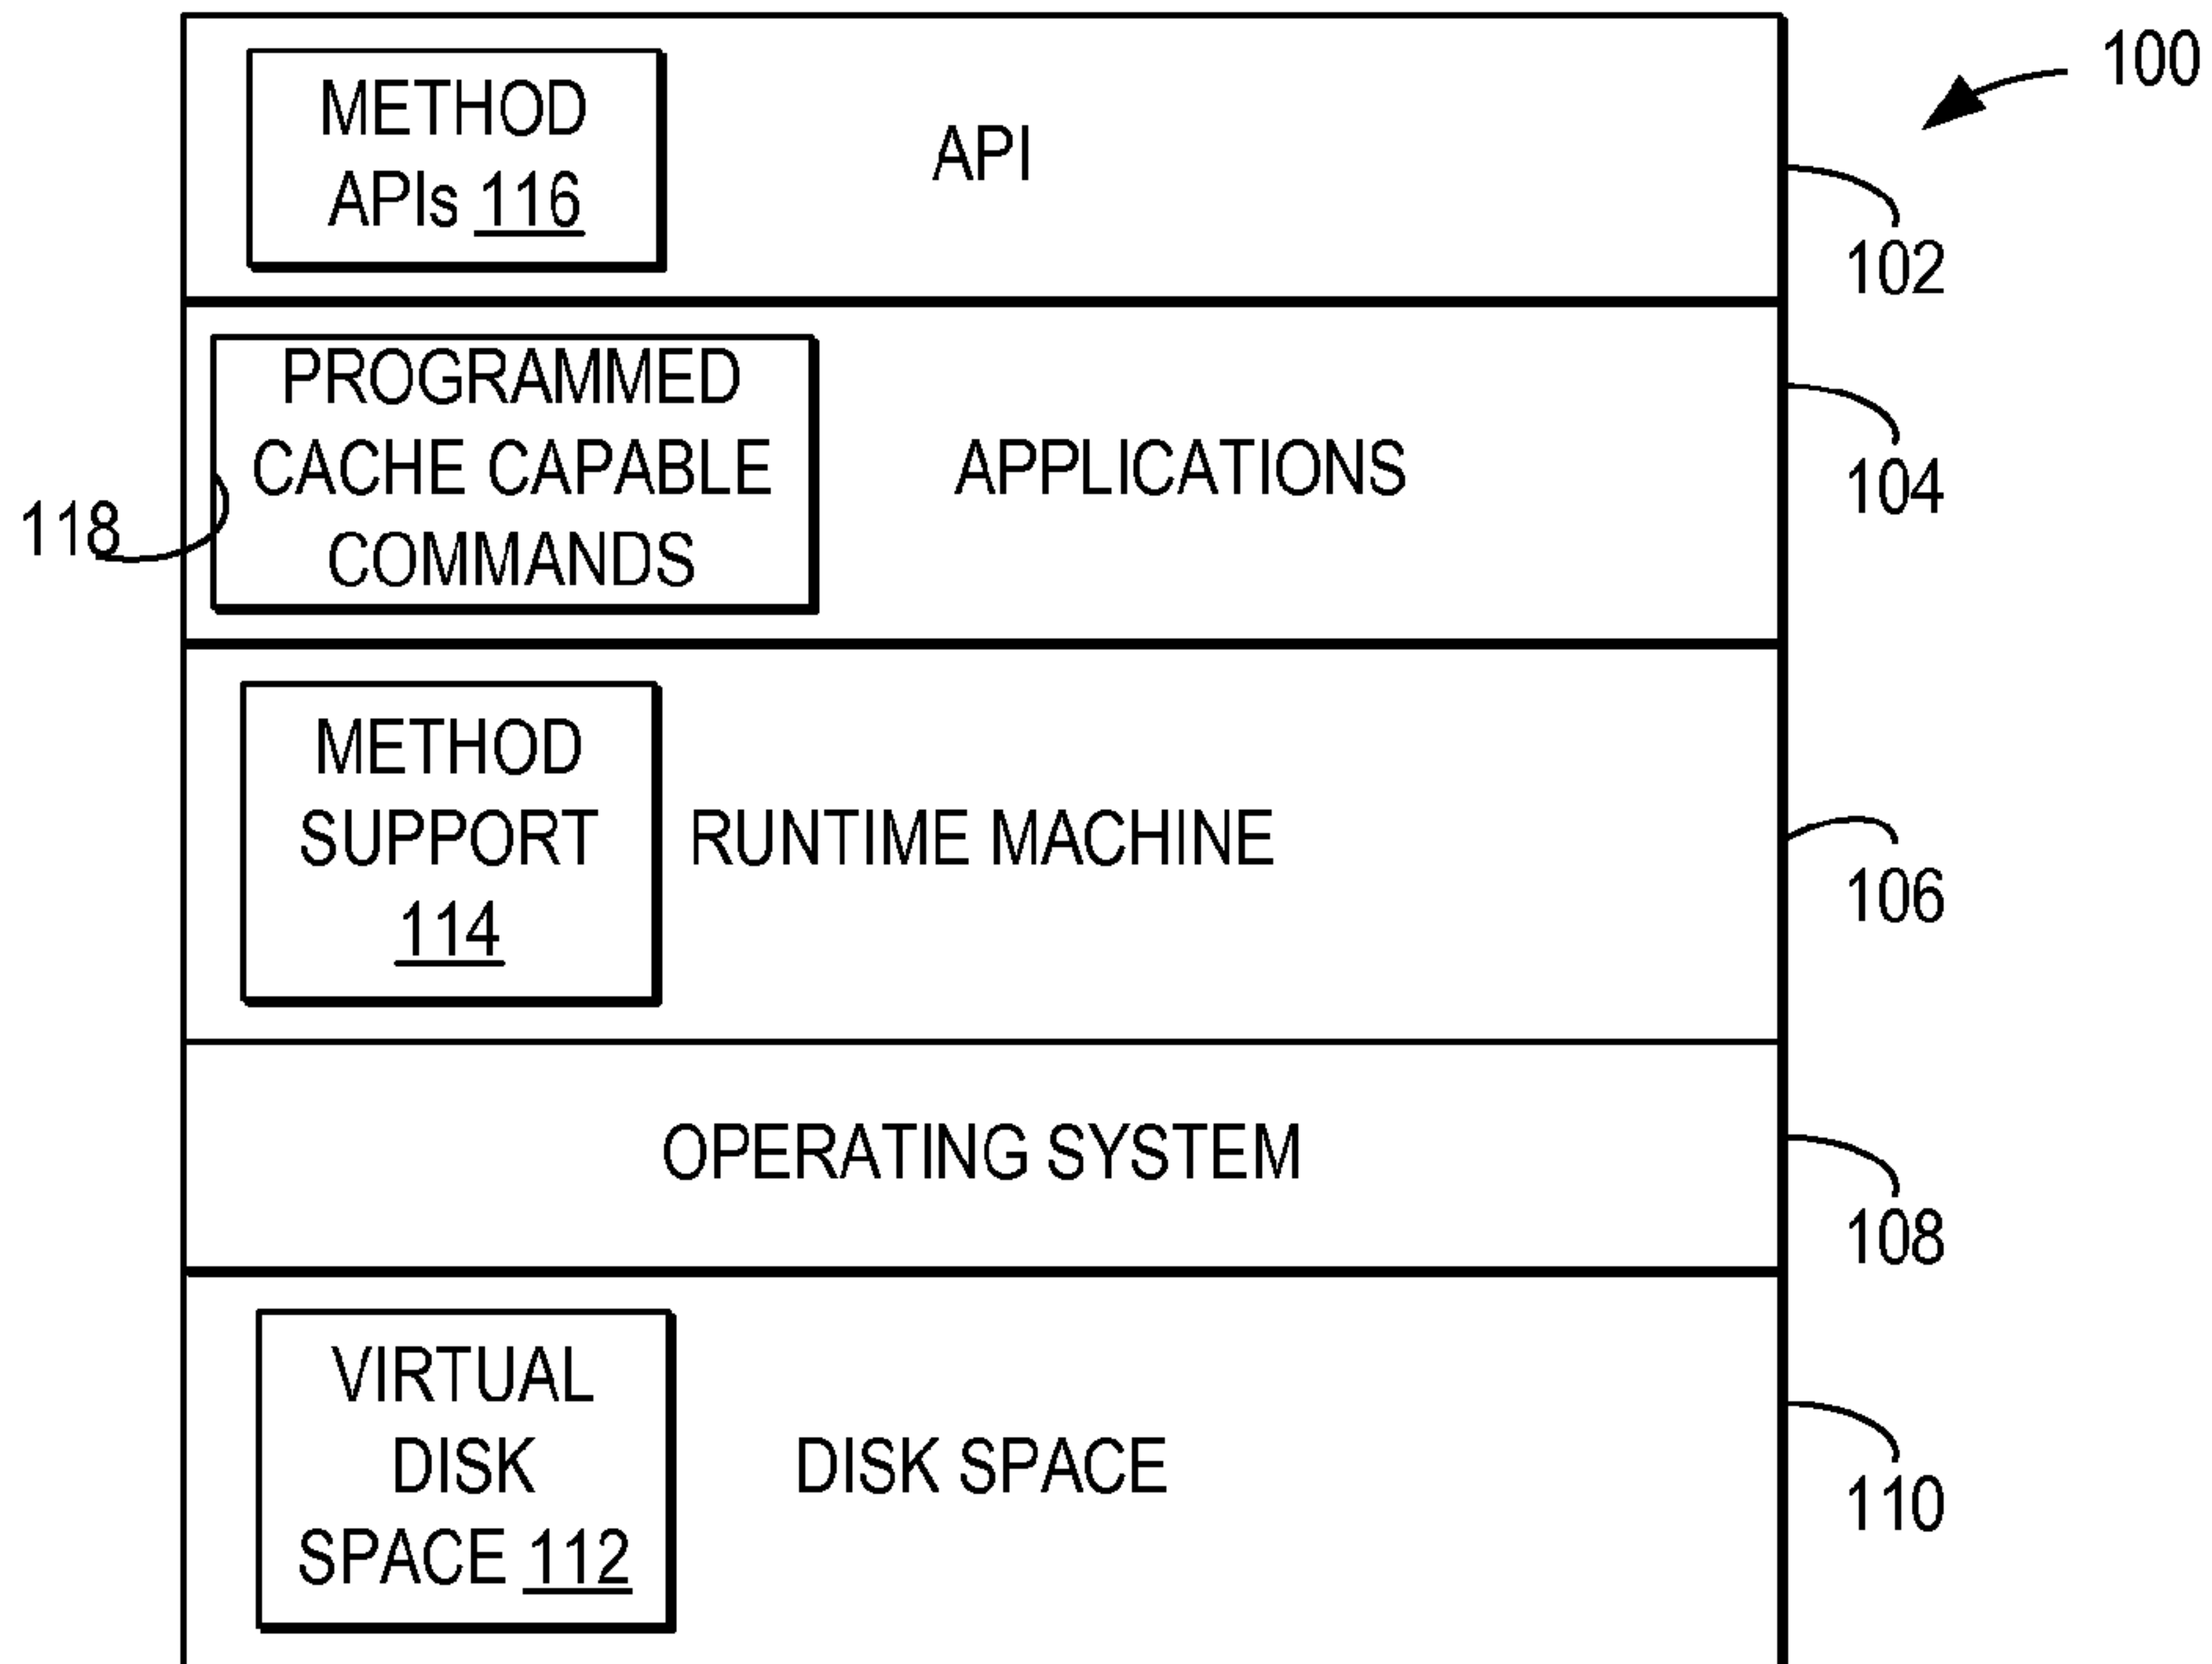 100
METHOD
APIs 116
API
102
PROGRAMMED
CACHE CAPABLE
COMMANDS
APPLICATIONS
104
118
METHOD
SUPPORT
114
RUNTIME MACHINE
106
OPERATING SYSTEM
108
VIRTUAL
DISK
SPACE 112
DISK SPACE
110